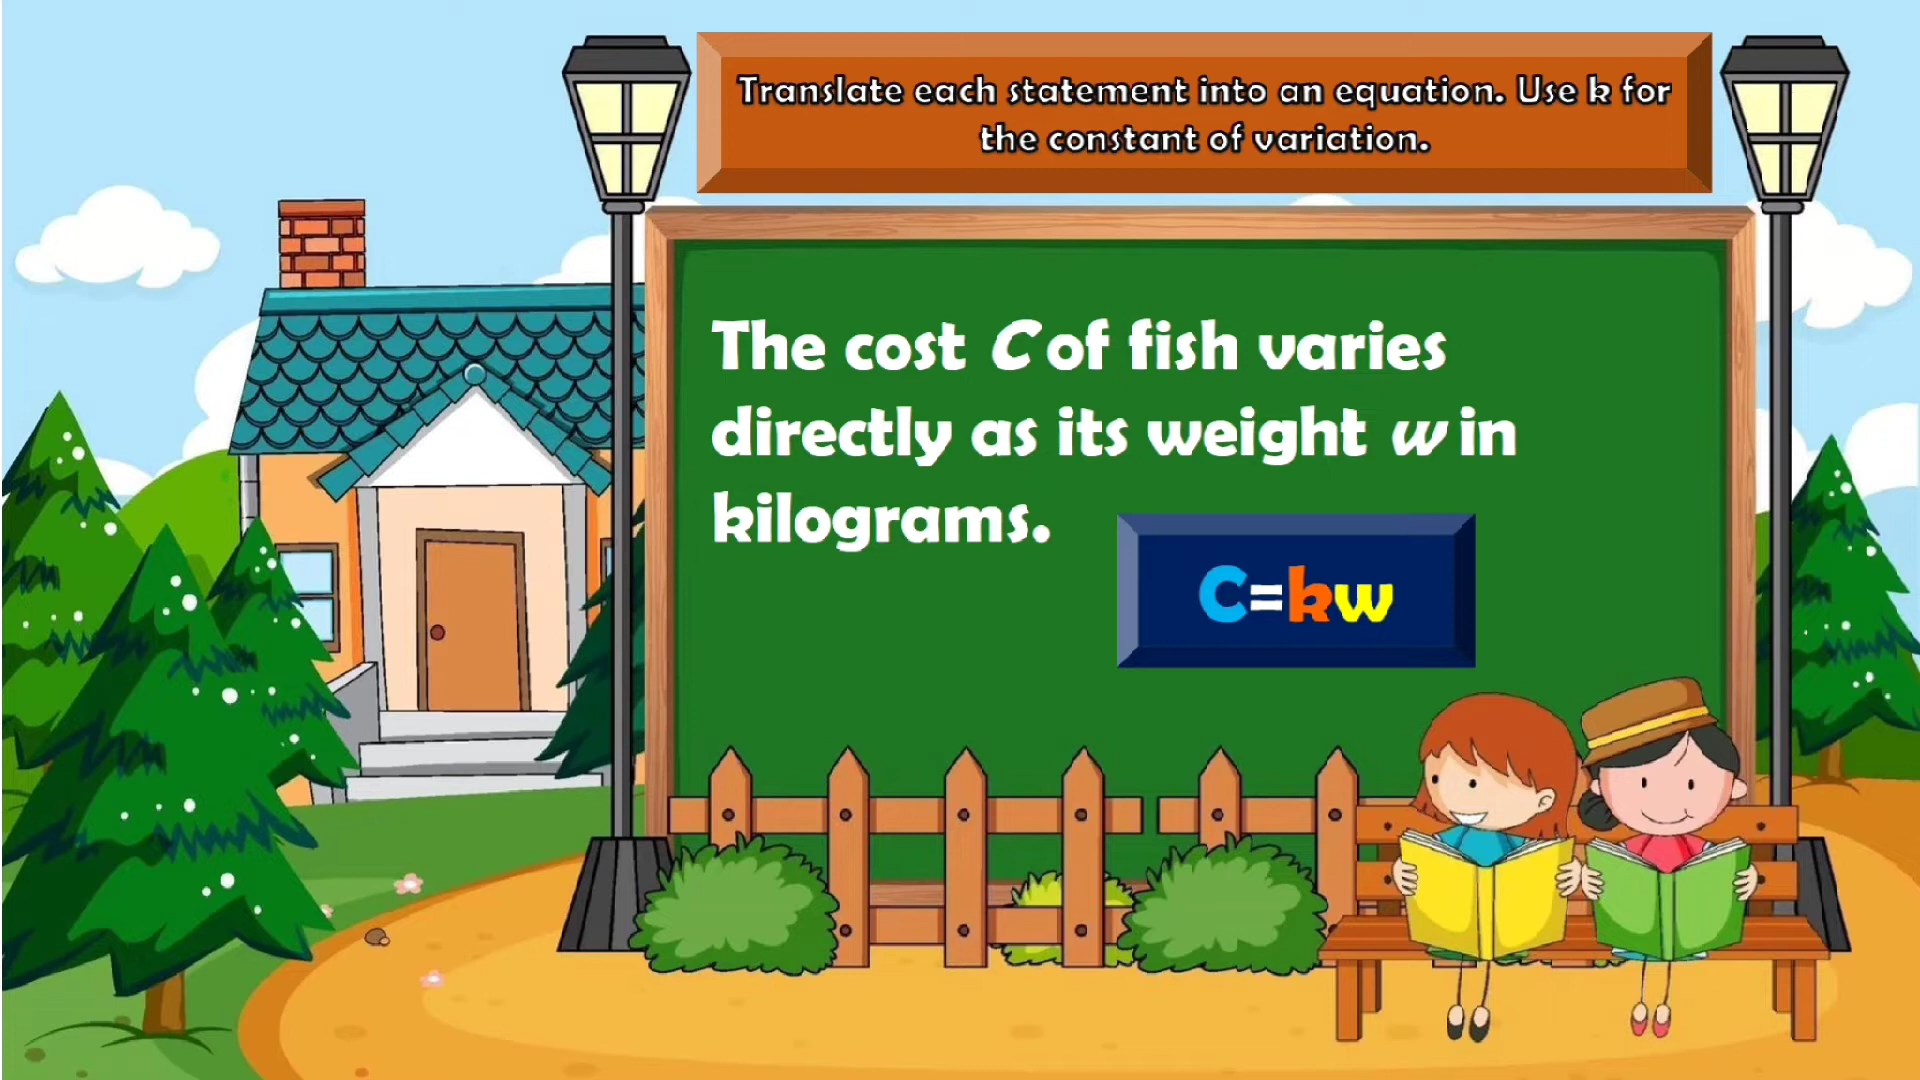 Translate each statement into an equation. Use k for
the constant of variation.
The cost C of fish varies
directly as its weight w in
kilograms.
C=kw